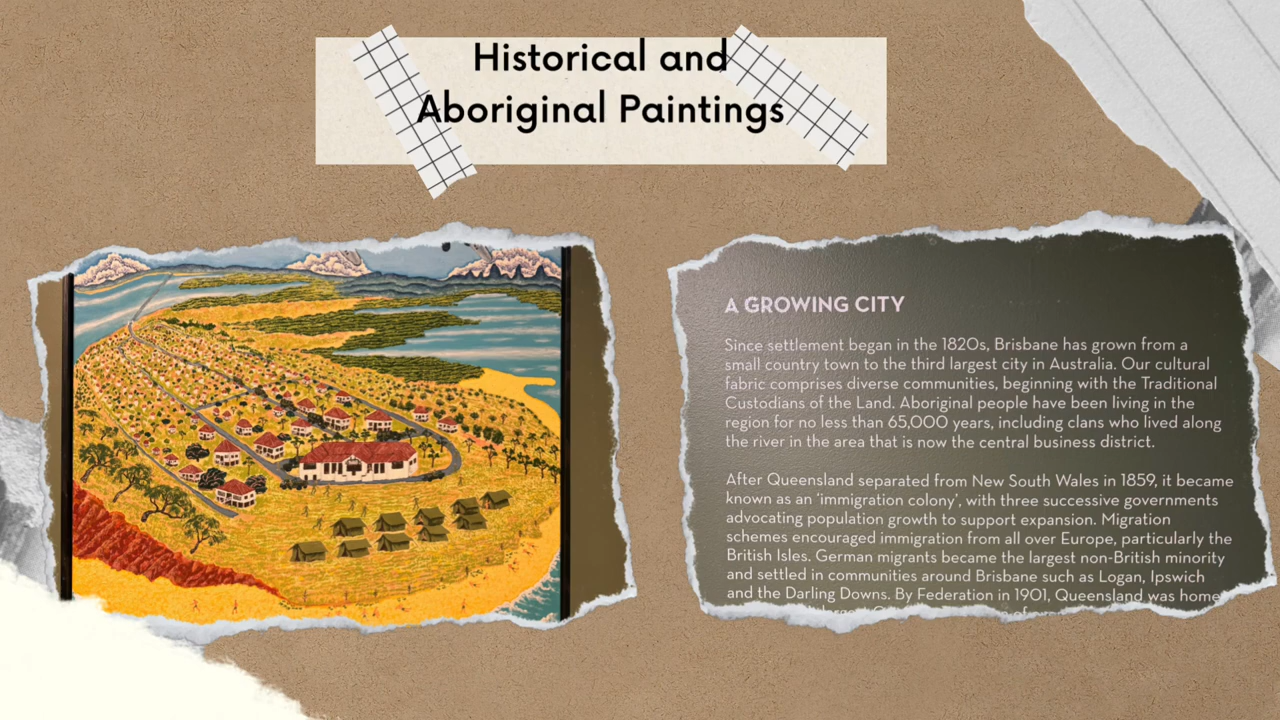 Historical and
Aboriginal Paintings
A GROWING CITY
Since settlement began in the 1820s, Brisbane has grown from a
small country town to the third largest city in Australia. Our cultural
fabric comprises diverse communities, beginning with the Traditional
Custodians of the Land. Aboriginal people have been living in the
region for no less than 65,000 years, including clans who lived along
the river in the area that is now the central business district.
After Queensland separated from New South Wales in 1859, it became
known as an 'immigration colony', with three successive governments
advocating population growth to support expansion. Migration
schemes encouraged immigration from all over Europe, particularly the
British Isles. German migrants became the largest non-British minority
and settled in communities around Brisbane such as Logan, Ipswich
and the Darling Downs. By Federation in 1901, Queensland was home